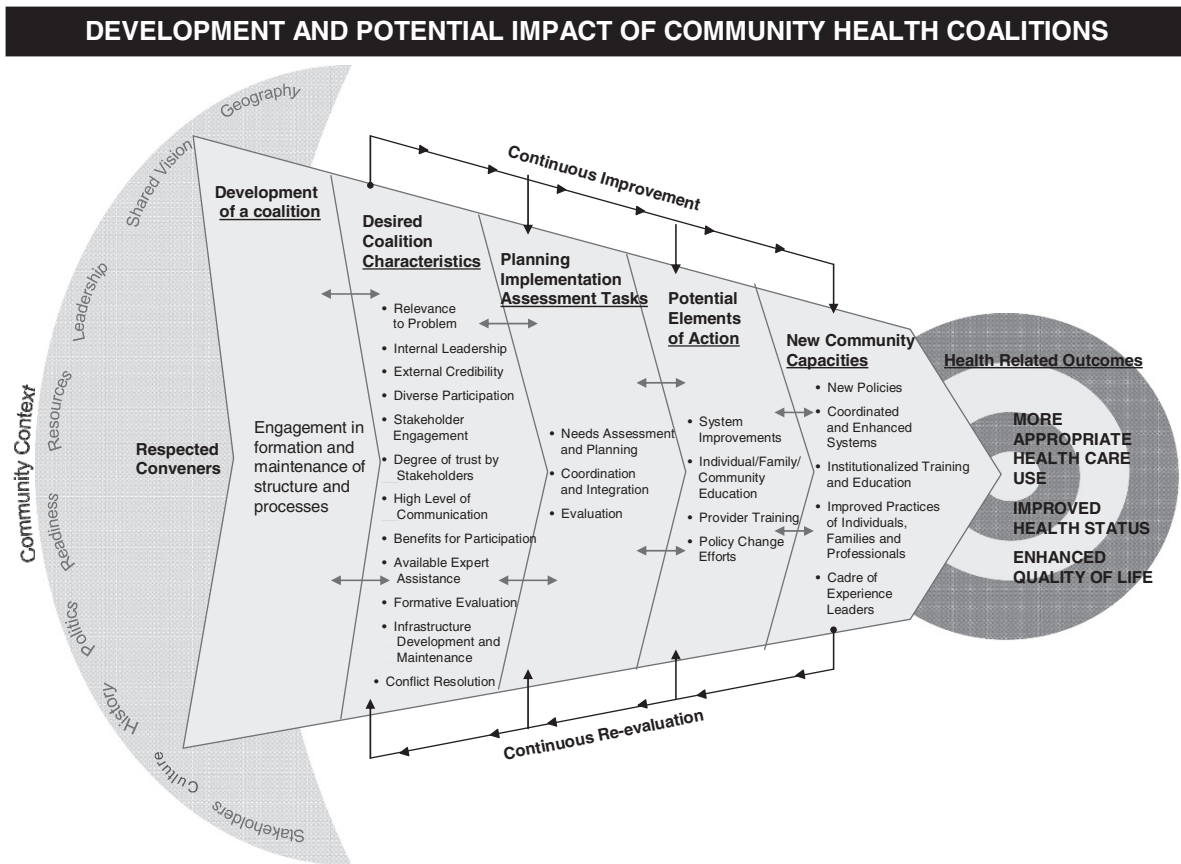 DEVELOPMENT AND POTENTIAL IMPACT OF COMMUNITY HEALTH COALITIONS
Community Context
Geography
Shared Vision
Leadership
Resources
Readiness
Politics
History
Culture
Stakeholders
Respected
Conveners
Development
of a coalition
Engagement in
formation and
maintenance of
structure and
processes
Continuous Improvement
Desired
Coalition
Characteristics
• Relevance
to Problem
• Internal Leadership
• External Credibility
• Diverse Participation
• Stakeholder
Engagement
• Degree of trust by
Stakeholders
• High Level of
Communication
• Benefits for Participation
• Available Expert
Assistance
• Formative Evaluation
• Infrastructure
Development and
Maintenance
• Conflict Resolution
Planning
Implementation
Assessment Tasks
• Needs Assessment
and Planning
• Coordination
and Integration
• Evaluation
Potential
Elements
of Action
• System
Improvements
• Individual/Family/
Community
Education
• Provider Training
• Policy Change
Efforts
New Community
Capacities
• New Policies
• Coordinated
and Enhanced
Systems
• Institutionalized Training
and Education
• Improved Practices
of Individuals,
Families and
Professionals
• Cadre of
Experience
Leaders
Continuous Re-evaluation
Health Related Outcomes
MORE
APPROPRIATE
HEALTH CARE
USE
IMPROVED
HEALTH STATUS
ENHANCED
QUALITY OF LIFE